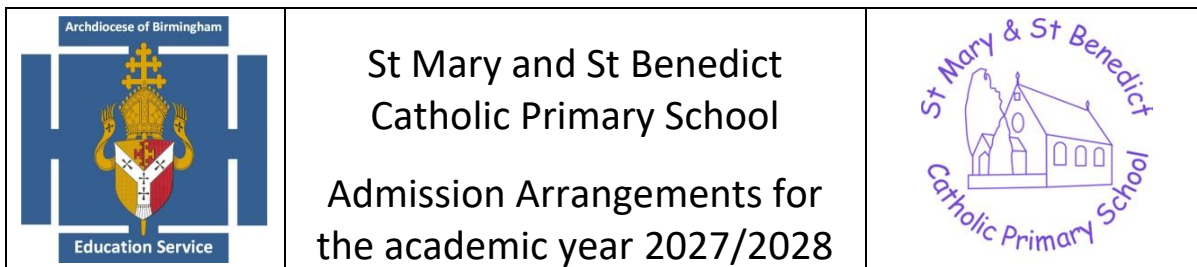 Archdiocese of Birmingham
Education Service
St Mary and St Benedict
Catholic Primary School
Admission Arrangements for
the academic year 2027/2028
St Mary & St Benedict
Catholic Primary School